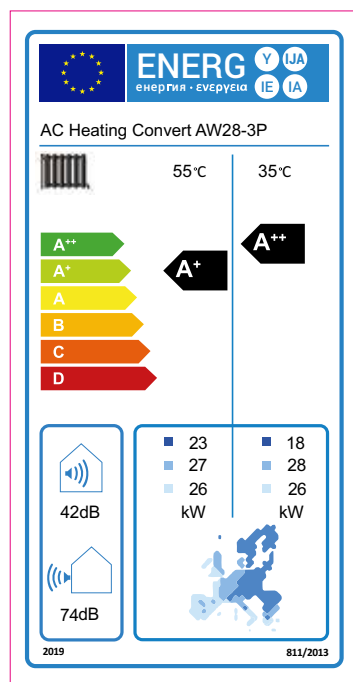 ENERG
енергия · ενεργεια
Y IJA
IE IA
AC Heating Convert AW28-3P
55℃ 35℃
A++
A+
A
B
C
D
A+
A++
42dB
74dB
23 18
27 28
26 26
kW kW
2019 811/2013